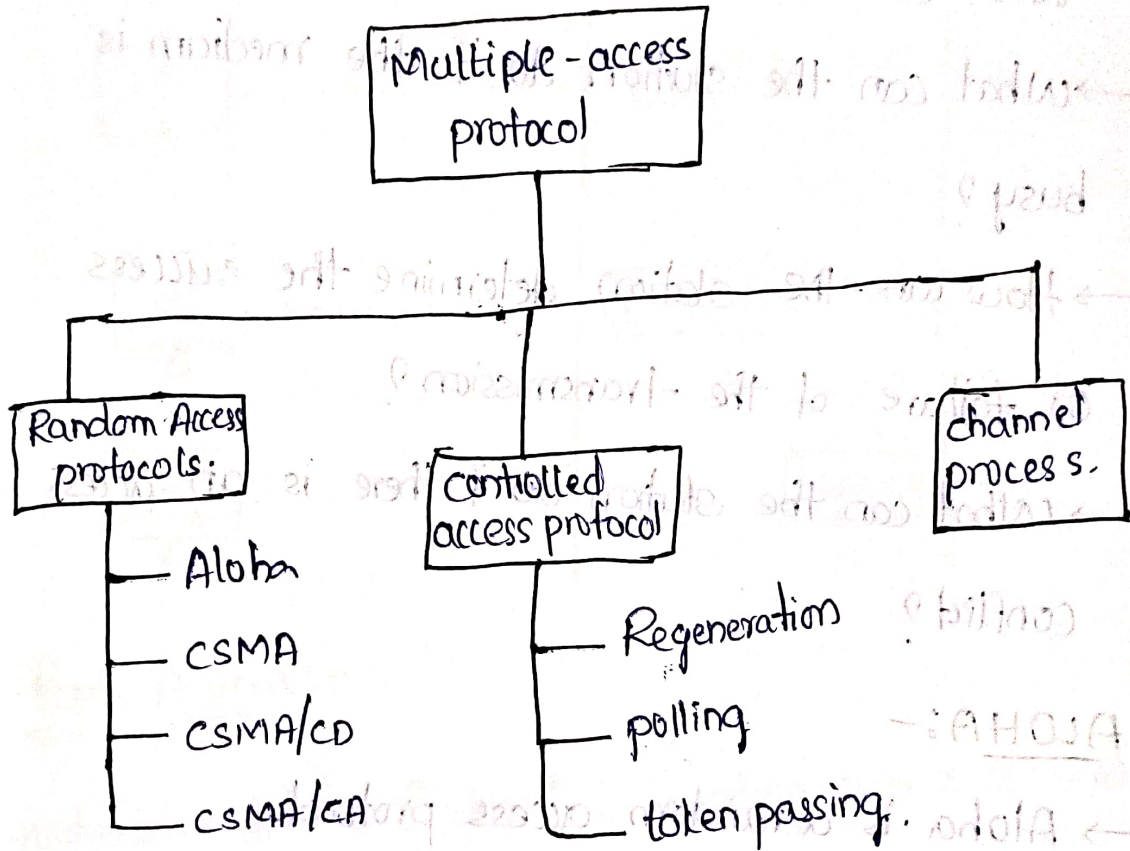 Multiple-access
protocol
Random Access
protocols.
controlled
access protocol
channel
process.
Aloha
CSMA
CSMA/CD
CSMA/CA
Regeneration
polling
token passing.